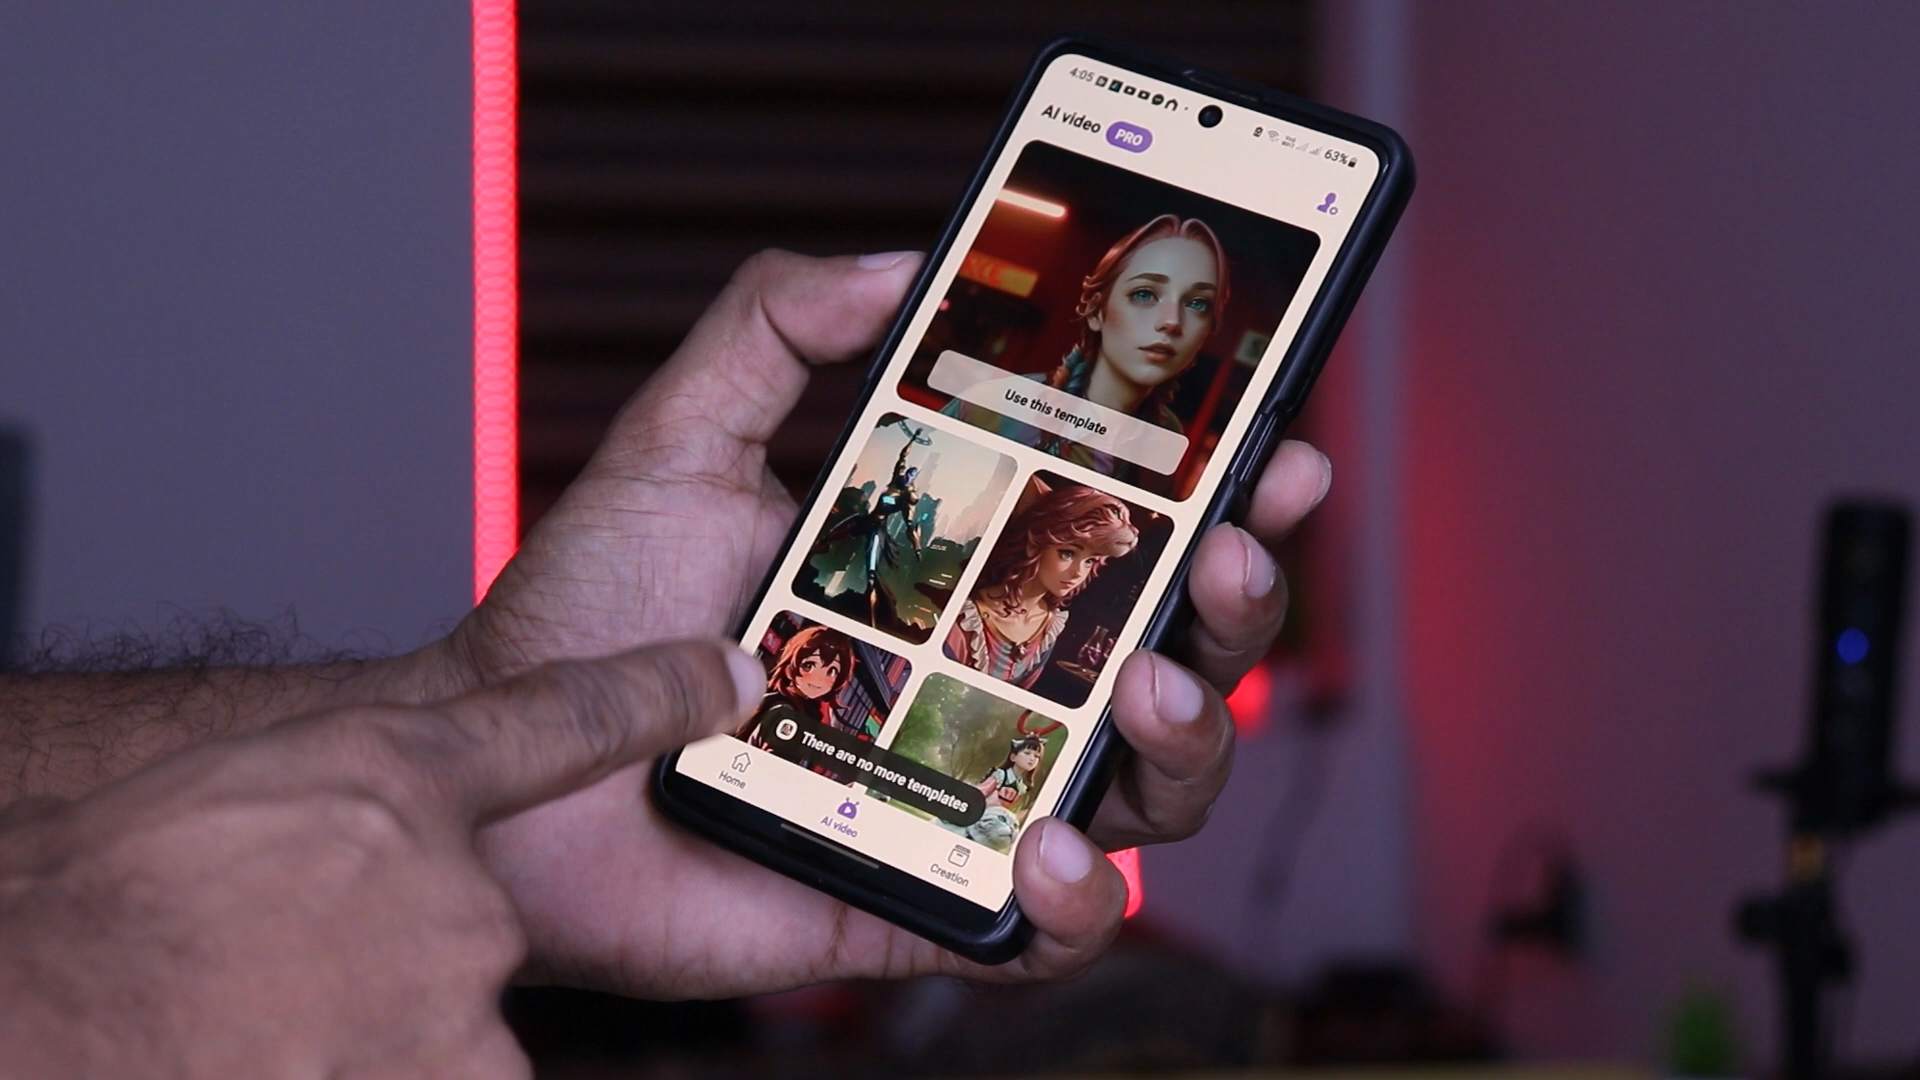 4:05
63%
AI video PRO
Use this template
There are no more templates
Home
AI video
Creation